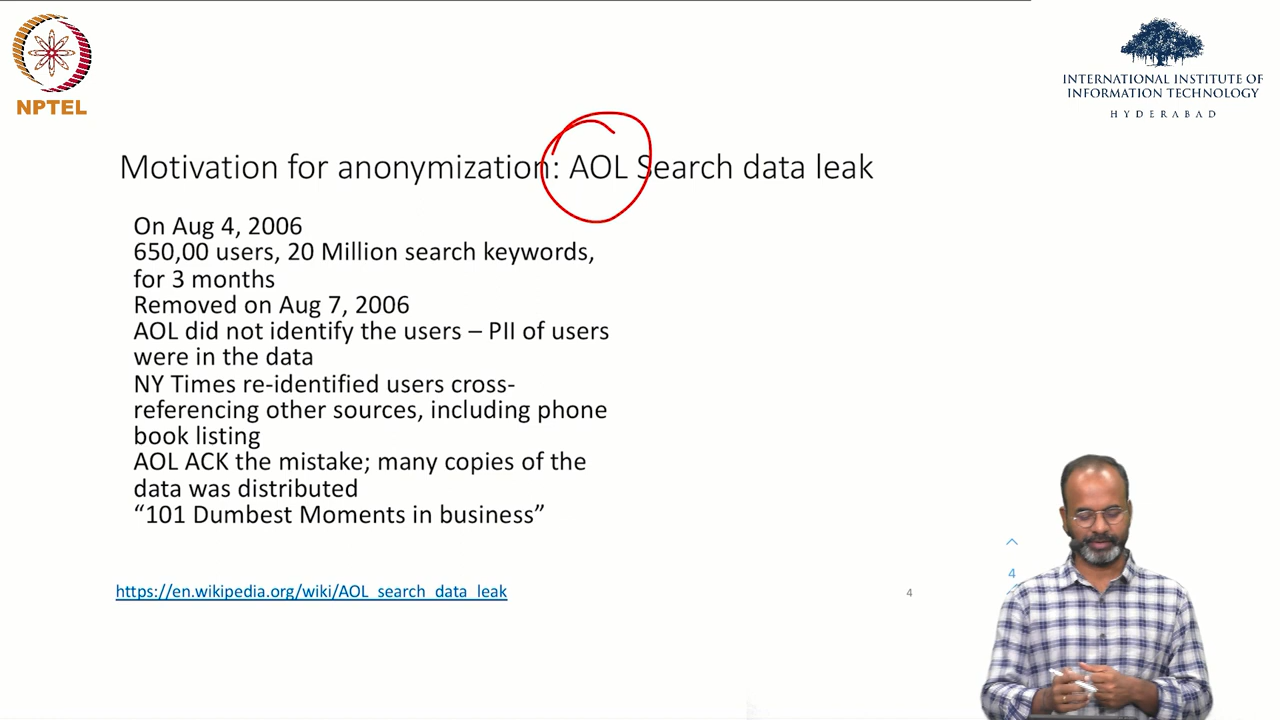 NPTEL
INTERNATIONAL INSTITUTE OF
INFORMATION TECHNOLOGY
HYDERABAD
Motivation for anonymization: AOL Search data leak
On Aug 4, 2006
650,00 users, 20 Million search keywords,
for 3 months
Removed on Aug 7, 2006
AOL did not identify the users – PII of users
were in the data
NY Times re-identified users cross-
referencing other sources, including phone
book listing
AOL ACK the mistake; many copies of the
data was distributed
“101 Dumbest Moments in business”
https://en.wikipedia.org/wiki/AOL_search_data_leak
4
4